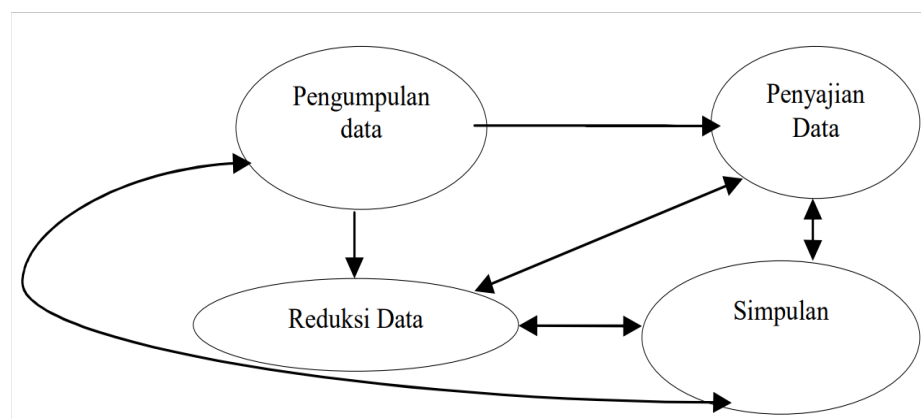 Pengumpulan
data
Penyajian
Data
Reduksi Data
Simpulan